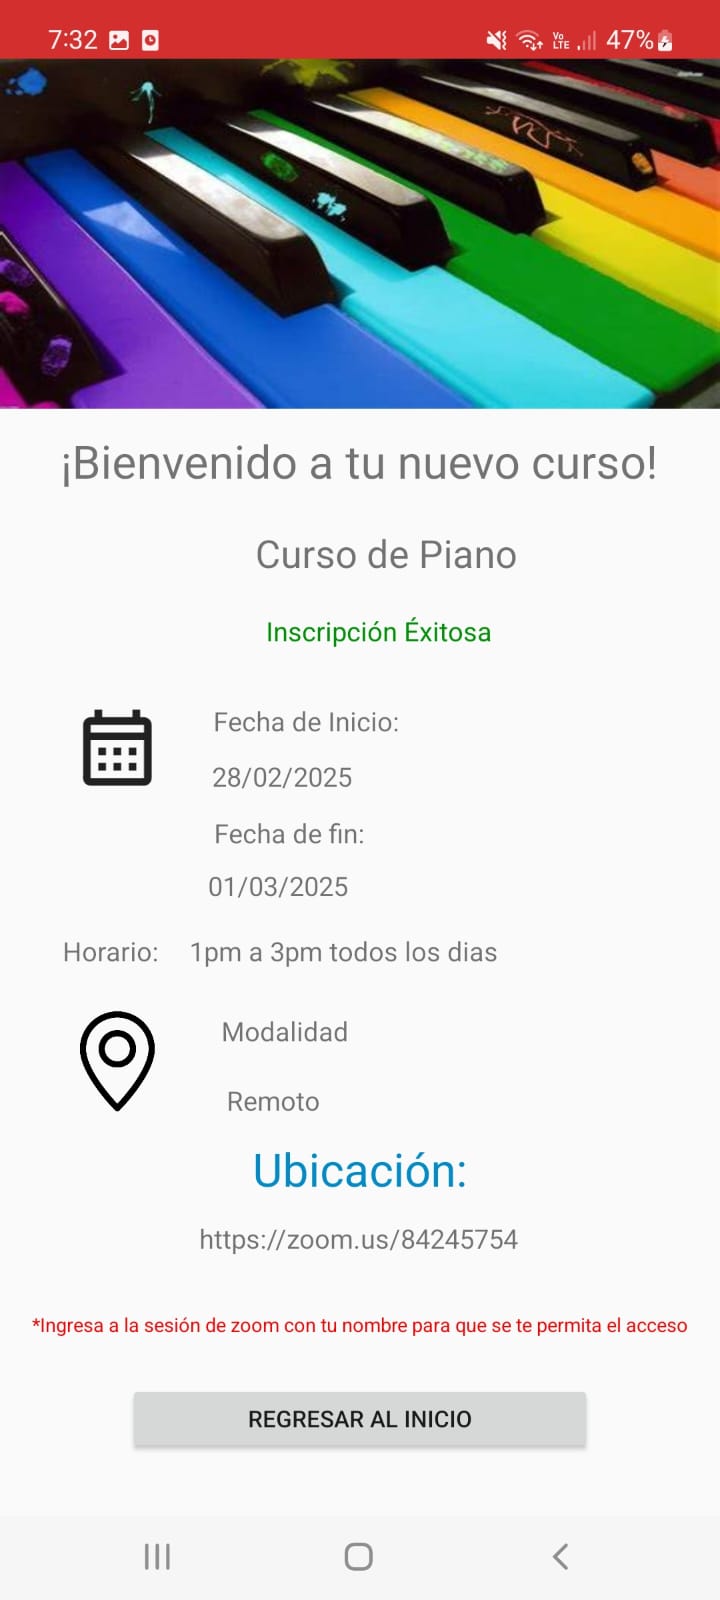 7:32 Vo LTE 47%
¡Bienvenido a tu nuevo curso!
Curso de Piano
Inscripción Éxitosa
Fecha de Inicio:
28/02/2025
Fecha de fin:
01/03/2025
Horario: 1pm a 3pm todos los dias
Modalidad
Remoto
Ubicación:
https://zoom.us/84245754
*Ingresa a la sesión de zoom con tu nombre para que se te permita el acceso
REGRESAR AL INICIO